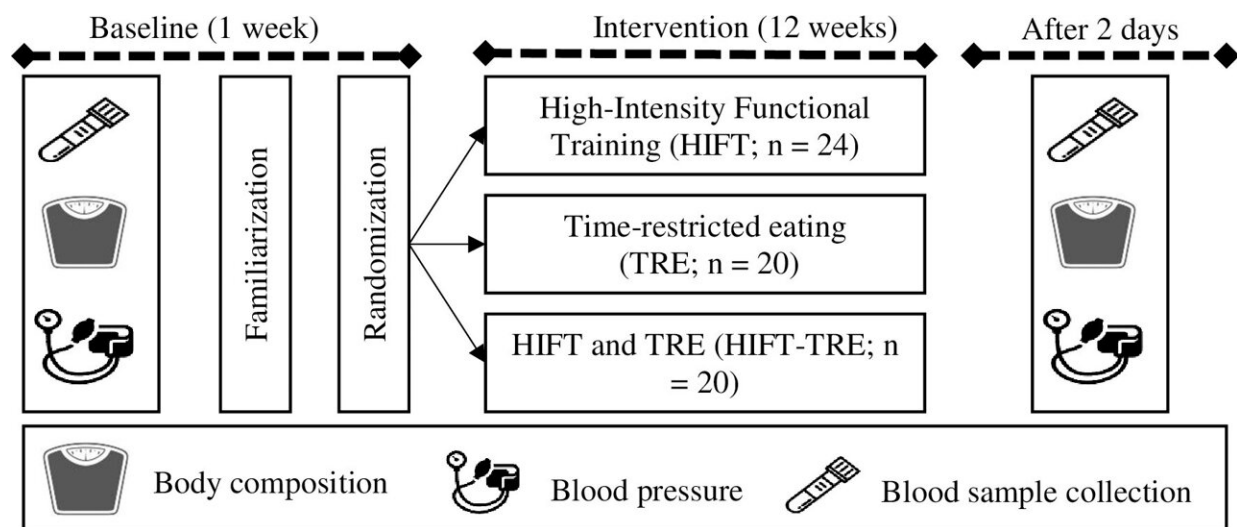 Baseline (1 week)
Intervention (12 weeks)
After 2 days
Familiarization
Randomization
High-Intensity Functional
Training (HIFT; n = 24)
Time-restricted eating
(TRE; n = 20)
HIFT and TRE (HIFT-TRE; n
= 20)
Body composition
Blood pressure
Blood sample collection